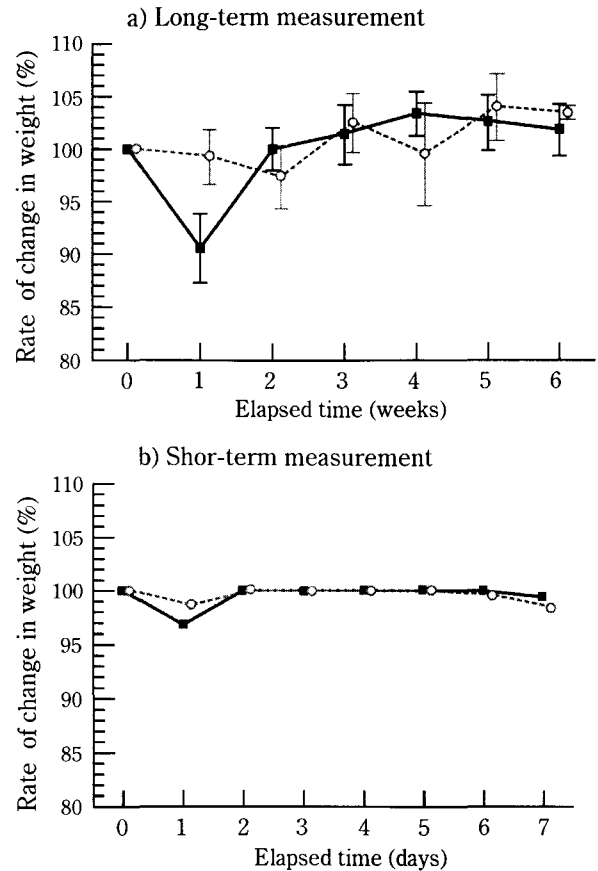 a) Long-term measurement
Rate of change in weight (%)
110
105
100
95
90
85
80
0 1 2 3 4 5 6
Elapsed time (weeks)
b) Shor-term measurement
Rate of change in weight (%)
110
105
100
95
90
85
80
0 1 2 3 4 5 6 7
Elapsed time (days)